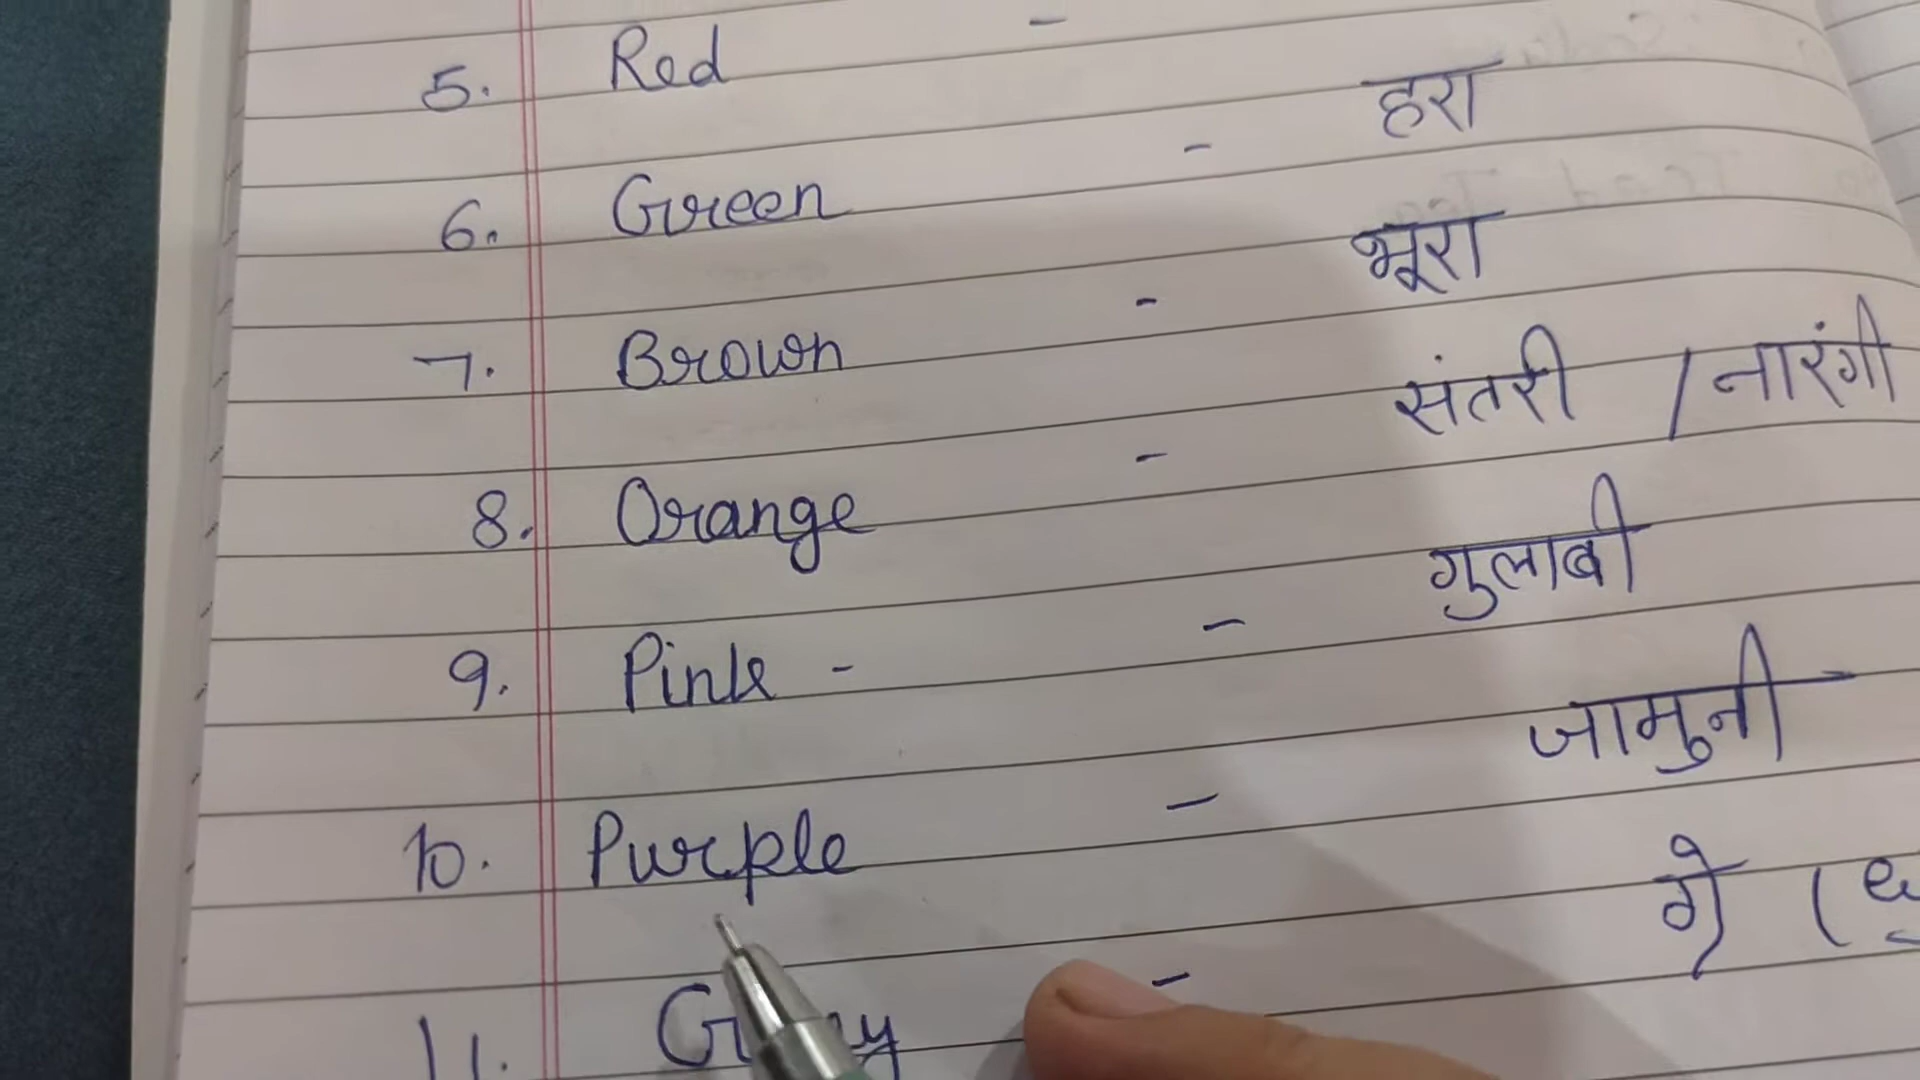 5. Red -
6. Green - हरा
7. Brown - भूरा
8. Orange - संतरी / नारंगी
9. Pink - - गुलाबी
10. Purple - जामुनी
11. -